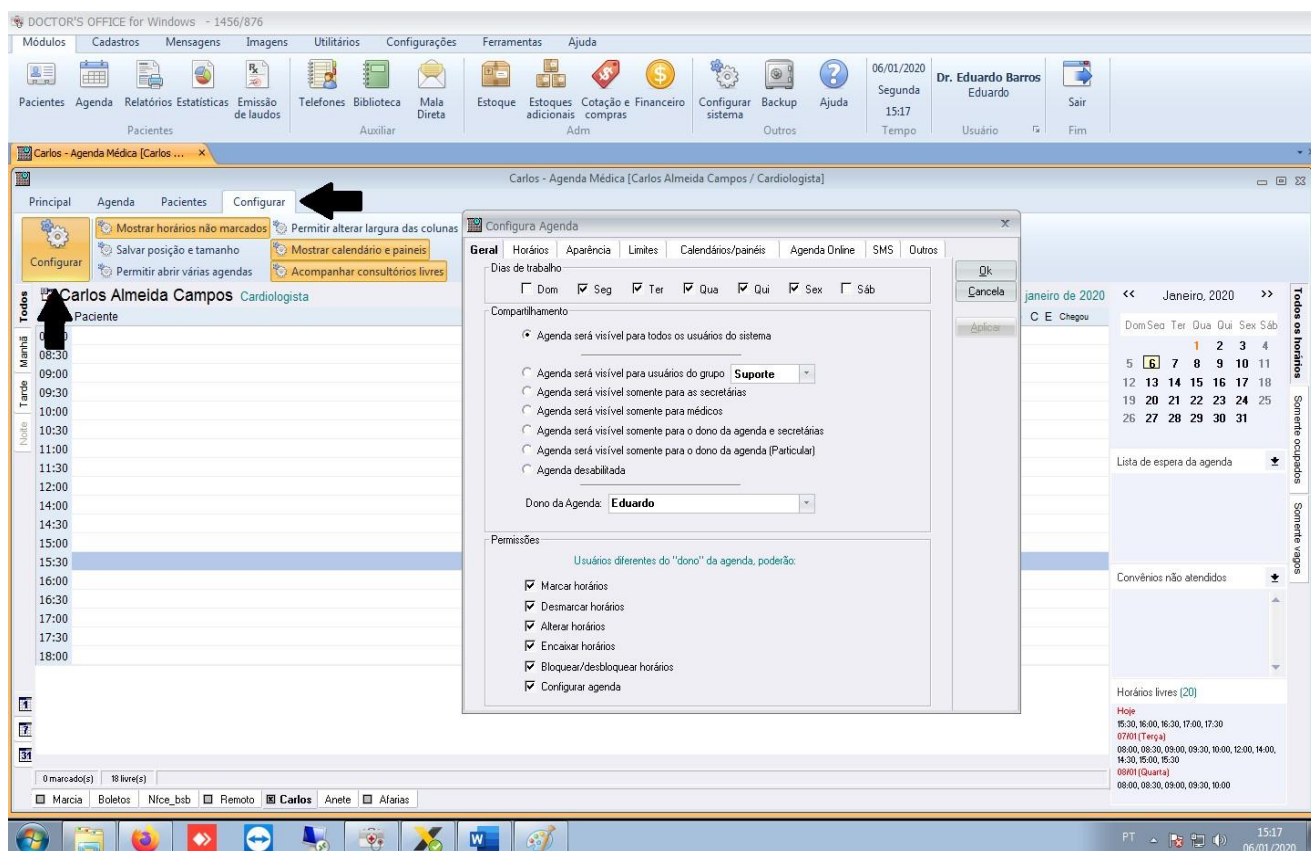 DOCTOR'S OFFICE for Windows - 1456/876
Módulos Cadastros Mensagens Imagens Utilitários Configurações Ferramentas Ajuda
Pacientes Agenda Relatórios Estatísticas Emissão de laudos Telefones Biblioteca Mala Direta Estoque Estoques adicionais Cotação e compras Financeiro Configurar sistema Backup Ajuda 06/01/2020 Segunda 15:17 Dr. Eduardo Barros Eduardo Sair
Pacientes Auxiliar Adm Outros Tempo Usuário Fim
Carlos - Agenda Médica [Carlos ... x
Carlos - Agenda Médica [Carlos Almeida Campos / Cardiologista]
Principal Agenda Pacientes Configurar
Configurar
Mostrar horários não marcados Permitir alterar largura das colunas
Salvar posição e tamanho Mostrar calendário e paineis
Permitir abrir várias agendas Acompanhar consultórios livres
Carlos Almeida Campos Cardiologista janeiro de 2020
Paciente C E Chegou
Todos
Manhã
Tarde
Noite
08:30
09:00
09:30
10:00
10:30
11:00
11:30
12:00
14:00
14:30
15:00
15:30
16:00
16:30
17:00
17:30
18:00
Configura Agenda
Geral Horários Aparência Limites Calendários/painéis Agenda Online SMS Outros
Dias de trabalho
Dom Seg Ter Qua Qui Sex Sáb
Compartilhamento
Agenda será visível para todos os usuários do sistema
Agenda será visível para usuários do grupo Suporte
Agenda será visível somente para as secretárias
Agenda será visível somente para médicos
Agenda será visível somente para o dono da agenda e secretárias
Agenda será visível somente para o dono da agenda (Particular)
Agenda desabilitada
Dono da Agenda: Eduardo
Permissões
Usuários diferentes do "dono" da agenda, poderão:
Marcar horários
Desmarcar horários
Alterar horários
Encaixar horários
Bloquear/desbloquear horários
Configurar agenda
Ok
Cancela
Aplicar
<< Janeiro, 2020 >>
Dom Seg Ter Qua Qui Sex Sáb
1 2 3 4
5 6 7 8 9 10 11
12 13 14 15 16 17 18
19 20 21 22 23 24 25
26 27 28 29 30 31
Lista de espera da agenda
Convênios não atendidos
Horários livres (20)
Hoje
15:30, 16:00, 16:30, 17:00, 17:30
07/01 (Terça)
08:00, 08:30, 09:00, 09:30, 10:00, 12:00, 14:00,
14:30, 15:00, 15:30
08/01 (Quarta)
08:00, 08:30, 09:00, 09:30, 10:00
Todos os horários
Somente ocupados
Somente vagos
1
7
31
0 marcado(s) 18 livre(s)
Marcia Boletos Nfce_bsb Remoto Carlos Anete Afarias
PT 15:17
06/01/2020